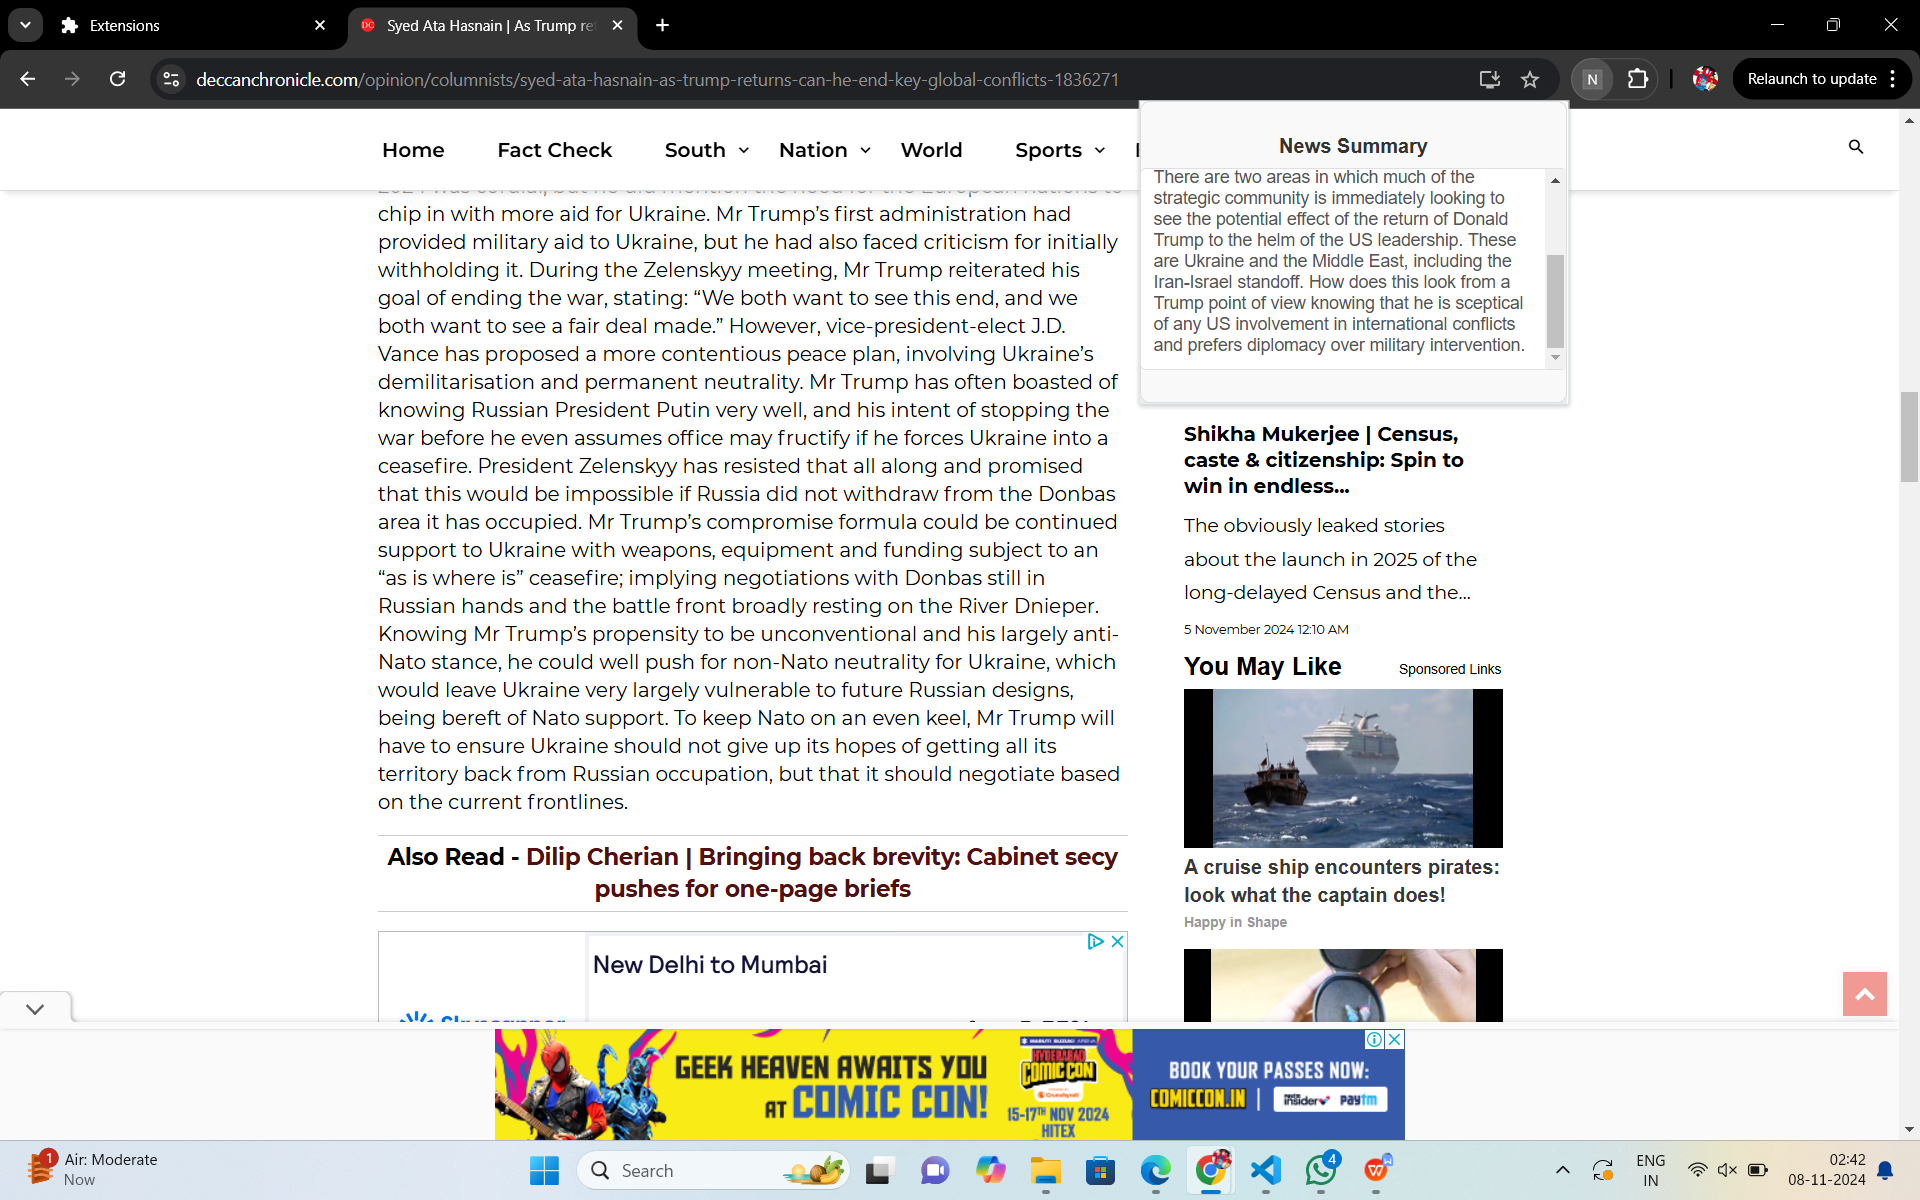 Extensions
Syed Ata Hasnain | As Trump re
deccanchronicle.com/opinion/columnists/syed-ata-hasnain-as-trump-returns-can-he-end-key-global-conflicts-1836271
N
Relaunch to update
Home
Fact Check
South
Nation
World
Sports
chip in with more aid for Ukraine. Mr Trump’s first administration had
provided military aid to Ukraine, but he had also faced criticism for initially
withholding it. During the Zelenskyy meeting, Mr Trump reiterated his
goal of ending the war, stating: “We both want to see this end, and we
both want to see a fair deal made.” However, vice-president-elect J.D.
Vance has proposed a more contentious peace plan, involving Ukraine’s
demilitarisation and permanent neutrality. Mr Trump has often boasted of
knowing Russian President Putin very well, and his intent of stopping the
war before he even assumes office may fructify if he forces Ukraine into a
ceasefire. President Zelenskyy has resisted that all along and promised
that this would be impossible if Russia did not withdraw from the Donbas
area it has occupied. Mr Trump’s compromise formula could be continued
support to Ukraine with weapons, equipment and funding subject to an
“as is where is” ceasefire; implying negotiations with Donbas still in
Russian hands and the battle front broadly resting on the River Dnieper.
Knowing Mr Trump’s propensity to be unconventional and his largely anti-
Nato stance, he could well push for non-Nato neutrality for Ukraine, which
would leave Ukraine very largely vulnerable to future Russian designs,
being bereft of Nato support. To keep Nato on an even keel, Mr Trump will
have to ensure Ukraine should not give up its hopes of getting all its
territory back from Russian occupation, but that it should negotiate based
on the current frontlines.
Also Read - Dilip Cherian | Bringing back brevity: Cabinet secy
pushes for one-page briefs
New Delhi to Mumbai
News Summary
There are two areas in which much of the
strategic community is immediately looking to
see the potential effect of the return of Donald
Trump to the helm of the US leadership. These
are Ukraine and the Middle East, including the
Iran-Israel standoff. How does this look from a
Trump point of view knowing that he is sceptical
of any US involvement in international conflicts
and prefers diplomacy over military intervention.
Shikha Mukerjee | Census,
caste & citizenship: Spin to
win in endless...
The obviously leaked stories
about the launch in 2025 of the
long-delayed Census and the...
5 November 2024 12:10 AM
You May Like
Sponsored Links
A cruise ship encounters pirates:
look what the captain does!
Happy in Shape
GEEK HEAVEN AWAITS YOU
AT COMIC CON!
MARUTI SUZUKI ARENA
HYDERABAD
COMIC CON
Crunchyroll
15-17TH NOV 2024
HITEX
BOOK YOUR PASSES NOW:
COMICCON.IN | paytm insider paytm
1
Air: Moderate
Now
Search
4
ENG
IN
02:42
08-11-2024